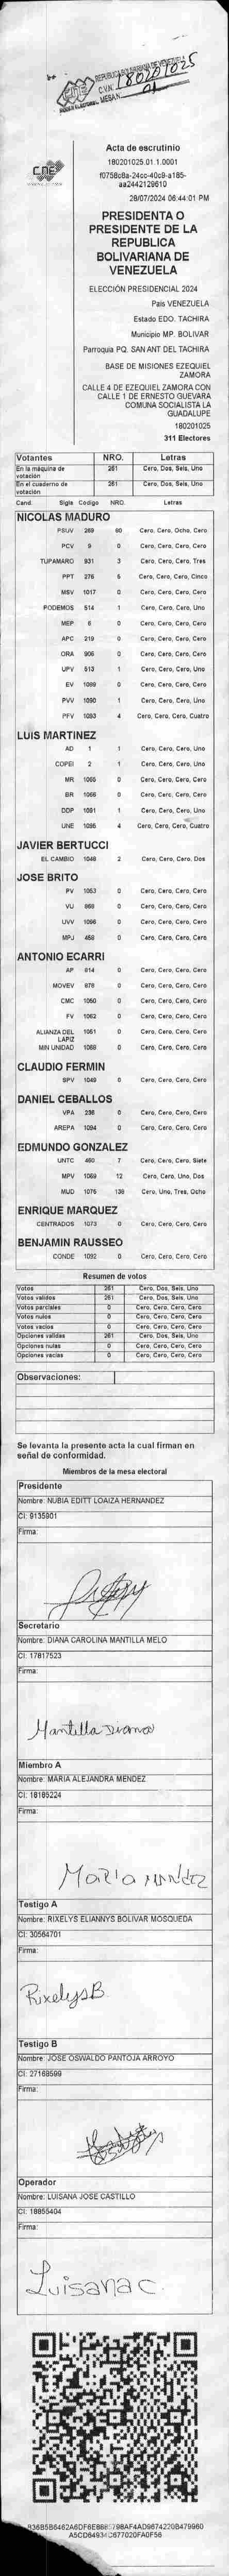 REPUBLICA BOLIVARIANA DE VENEZUELA
C.V.N. 180201025
PODER ELECTORAL MESA N. 01
CNE
Acta de escrutinio
180201025.01.1.0001
28/07/2024 06:44:01 PM
PRESIDENTA O
PRESIDENTE DE LA
REPUBLICA
BOLIVARIANA DE
VENEZUELA
ELECCIÓN PRESIDENCIAL 2024
País VENEZUELA
Estado EDO. TACHIRA
Municipio MP. BOLIVAR
Parroquia PQ. SAN ANT DEL TACHIRA
BASE DE MISIONES EZEQUIEL
ZAMORA
CALLE 4 DE EZEQUIEL ZAMORA CON
CALLE 1 DE ERNESTO GUEVARA
COMUNA SOCIALISTA LA
GUADALUPE
180201025
311 Electores
Votantes NRO. Letras
En la máquina de votación 261 Cero, Dos, Seis, Uno
En el cuaderno de votación 261 Cero, Dos, Seis, Uno
Cand. Sigla Codigo NRO. Letras
NICOLAS MADURO
PSUV 289 80 Cero, Cero, Ocho, Cero
PCV 9 0 Cero, Cero, Cero, Cero
TUPAMARO 931 3 Cero, Cero, Cero, Tres
PPT 276 5 Cero, Cero, Cero, Cinco
MSV 1017 0 Cero, Cero, Cero, Cero
PODEMOS 514 1 Cero, Cero, Cero, Uno
MEP 6 0 Cero, Cero, Cero, Cero
APC 219 0 Cero, Cero, Cero, Cero
ORA 906 0 Cero, Cero, Cero, Cero
UPV 513 1 Cero, Cero, Cero, Uno
EV 1089 0 Cero, Cero, Cero, Cero
PVV 1090 1 Cero, Cero, Cero, Uno
PFV 1093 4 Cero, Cero, Cero, Cuatro
LUIS MARTINEZ
AD 1 1 Cero, Cero, Cero, Uno
COPEI 2 1 Cero, Cero, Cero, Uno
MR 1065 0 Cero, Cero, Cero, Cero
BR 1066 0 Cero, Cero, Cero, Cero
DDP 1091 1 Cero, Cero, Cero, Uno
UNE 1095 4 Cero, Cero, Cero, Cuatro
JAVIER BERTUCCI
EL CAMBIO 1048 2 Cero, Cero, Cero, Dos
JOSE BRITO
PV 1053 0 Cero, Cero, Cero, Cero
VU 868 0 Cero, Cero, Cero, Cero
UVV 1096 0 Cero, Cero, Cero, Cero
MPJ 458 0 Cero, Cero, Cero, Cero
ANTONIO ECARRI
AP 814 0 Cero, Cero, Cero, Cero
MOVEV 878 0 Cero, Cero, Cero, Cero
CMC 1050 0 Cero, Cero, Cero, Cero
FV 1062 0 Cero, Cero, Cero, Cero
ALIANZA DEL LAPIZ 1051 0 Cero, Cero, Cero, Cero
MIN UNIDAD 1068 0 Cero, Cero, Cero, Cero
CLAUDIO FERMIN
SPV 1049 0 Cero, Cero, Cero, Cero
DANIEL CEBALLOS
VPA 236 0 Cero, Cero, Cero, Cero
AREPA 1094 0 Cero, Cero, Cero, Cero
EDMUNDO GONZALEZ
UNTC 460 7 Cero, Cero, Cero, Siete
MPV 1069 12 Cero, Cero, Uno, Dos
MUD 1075 138 Cero, Uno, Tres, Ocho
ENRIQUE MARQUEZ
CENTRADOS 1073 0 Cero, Cero, Cero, Cero
BENJAMIN RAUSSEO
CONDE 1092 0 Cero, Cero, Cero, Cero
Resumen de votos
Votos 261 Cero, Dos, Seis, Uno
Votos validos 261 Cero, Dos, Seis, Uno
Votos parciales 0 Cero, Cero, Cero, Cero
Votos nulos 0 Cero, Cero, Cero, Cero
Votos vacios 0 Cero, Cero, Cero, Cero
Opciones validas 261 Cero, Dos, Seis, Uno
Opciones nulas 0 Cero, Cero, Cero, Cero
Opciones vacias 0 Cero, Cero, Cero, Cero
Observaciones:
Se levanta la presente acta la cual firman en
señal de conformidad.
Miembros de la mesa electoral
Presidente
Nombre: NUBIA EDITT LOAIZA HERNANDEZ
CI: 9135901
Firma:
Secretario
Nombre: DIANA CAROLINA MANTILLA MELO
CI: 17817523
Firma:
Mantilla Diana
Miembro A
Nombre: MARIA ALEJANDRA MENDEZ
CI: 18185224
Firma:
Maria Mendez
Testigo A
Nombre: RIXELYS ELIANNYS BOLIVAR MOSQUEDA
CI: 30564701
Firma:
RixelysB
Testigo B
Nombre: JOSE OSWALDO PANTOJA ARROYO
CI: 27168599
Firma:
Operador
Nombre: LUISANA JOSE CASTILLO
CI: 18855404
Firma:
Luisana C.